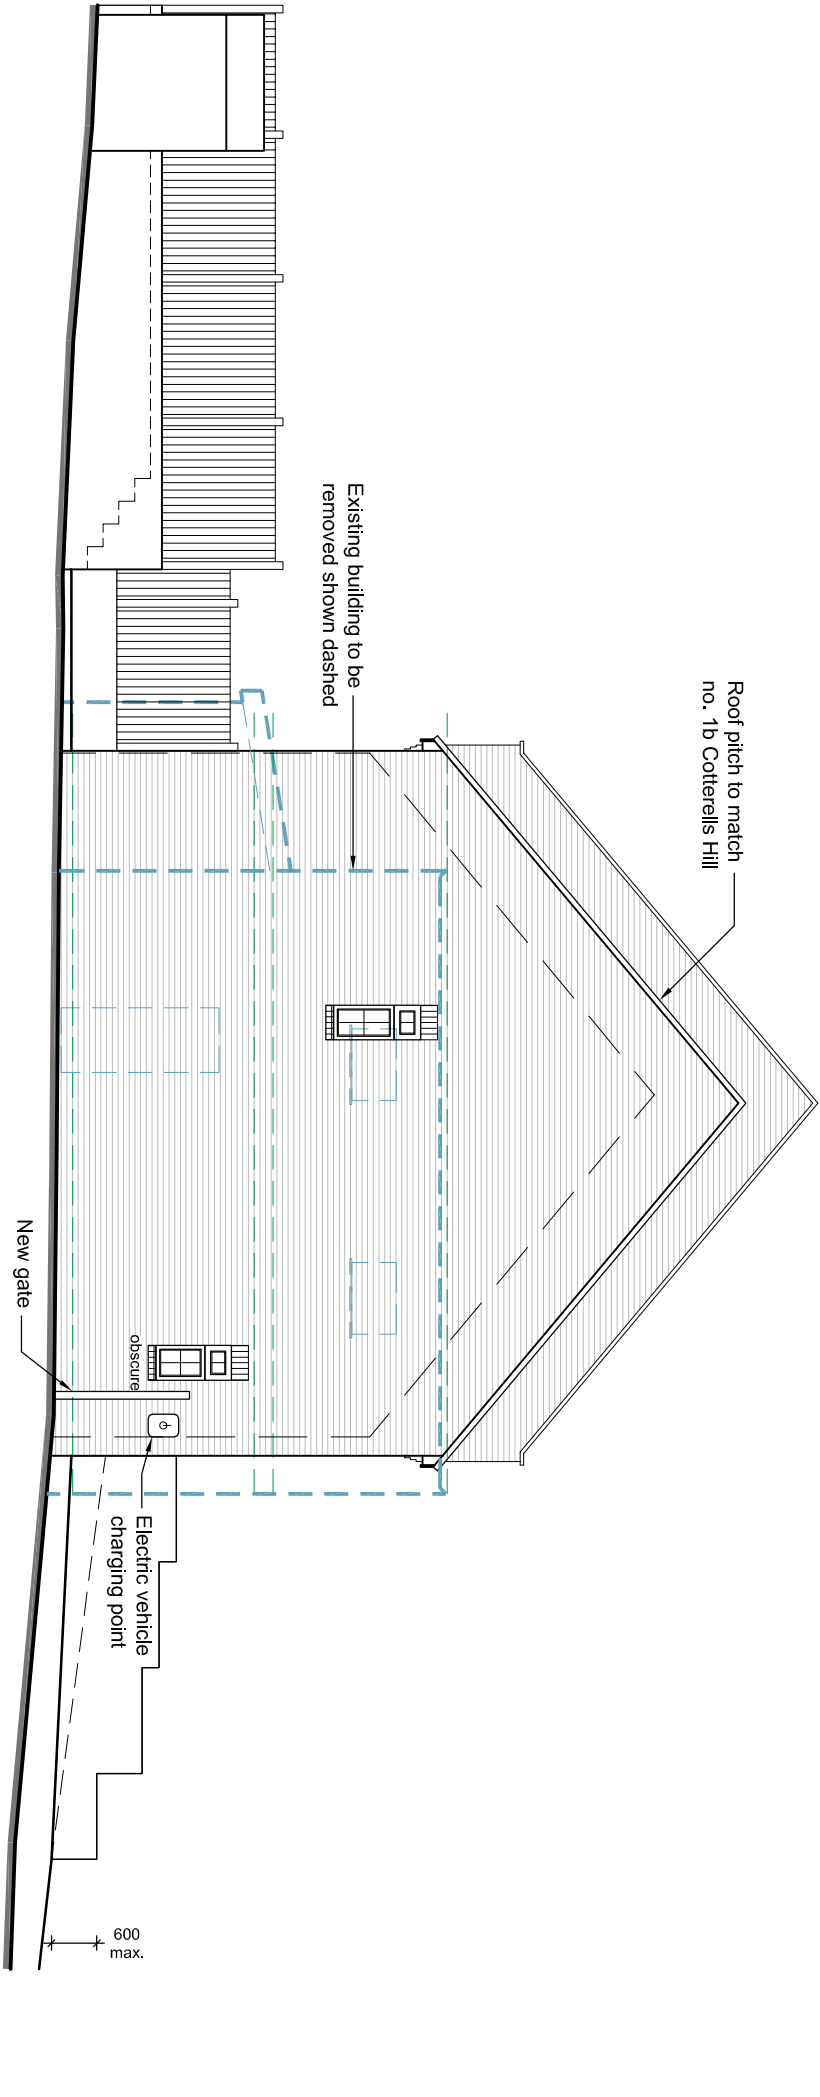 Roof pitch to match
no. 1b Cotterells Hill
Existing building to be
removed shown dashed
obscure
New gate
Electric vehicle
charging point
600
max.